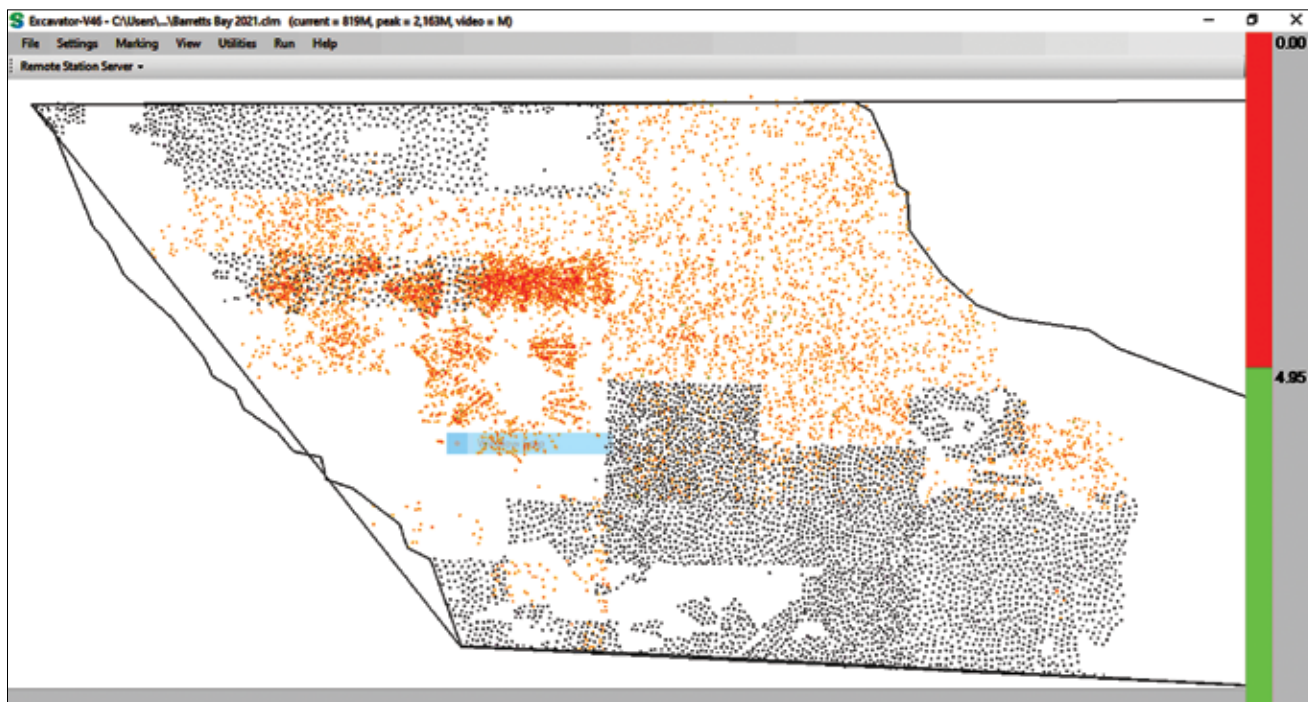 Excavator-V46 - C:\Users\...\Barretts Bay 2021.clm (current = 819M, peak = 2,163M, video = M)
File Settings Marking View Utilities Run Help
Remote Station Server
0.00
4.95